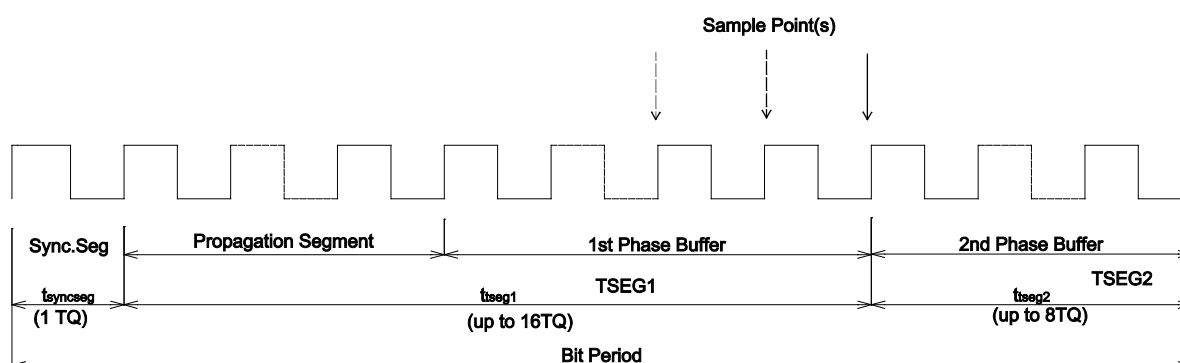 Sample Point(s)
Sync.Seg
Propagation Segment
1st Phase Buffer
2nd Phase Buffer
TSEG1
TSEG2
tsyncseg
ttseg1
ttseg2
(1 TQ)
(up to 16TQ)
(up to 8TQ)
Bit Period